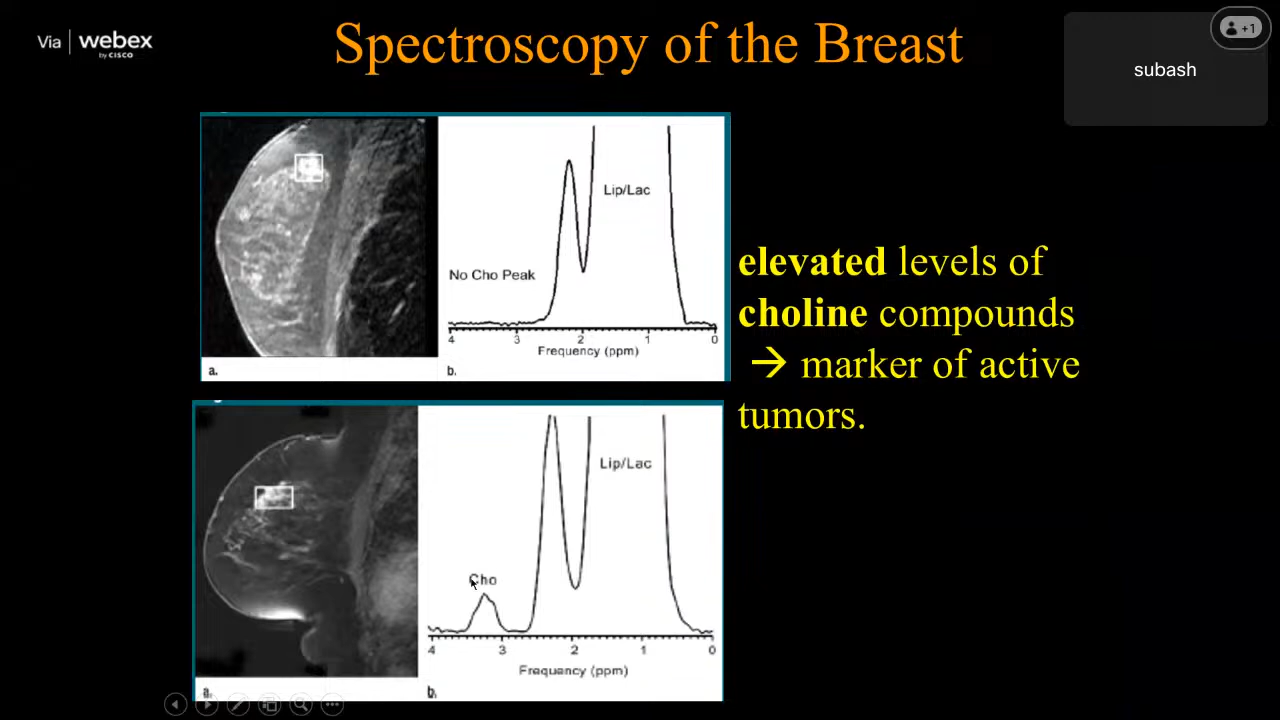 Via webex
by CISCO
Spectroscopy of the Breast
+1
subash
Lip/Lac
No Cho Peak
4 3 2 1 0
Frequency (ppm)
a.
b.
elevated levels of
choline compounds
→ marker of active
tumors.
Lip/Lac
Cho
4 3 2 1 0
Frequency (ppm)
a.
b.